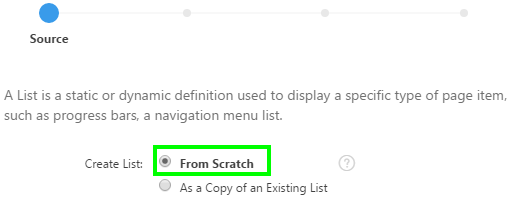 Source
A List is a static or dynamic definition used to display a specific type of page item,
such as progress bars, a navigation menu list.
Create List: From Scratch ?
As a Copy of an Existing List